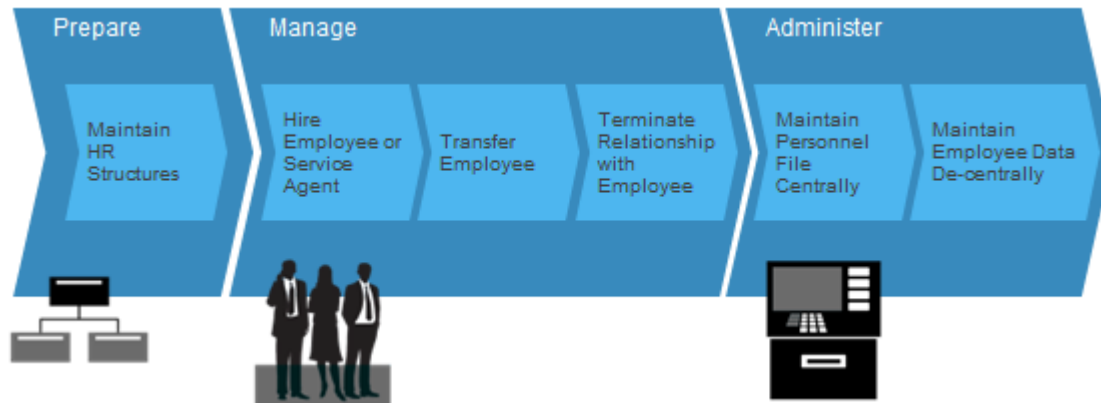 Prepare
Maintain
HR
Structures
Manage
Hire
Employee or
Service
Agent
Transfer
Employee
Terminate
Relationship
with
Employee
Administer
Maintain
Personnel
File
Centrally
Maintain
Employee Data
De-centrally